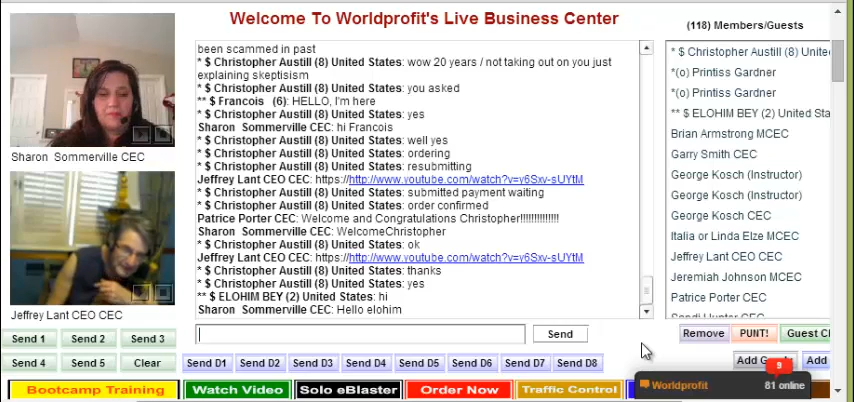 Welcome To Worldprofit's Live Business Center
(118) Members/Guests
been scammed in past
* $ Christopher Austill (8) United States: wow 20 years / not taking out on you just
explaining skeptisism
* $ Christopher Austill (8) United States: you asked
** $ Francois (6): HELLO, I'm here
* $ Christopher Austill (8) United States: yes
Sharon Sommerville CEC: hi Francois
* $ Christopher Austill (8) United States: well yes
* $ Christopher Austill (8) United States: ordering
* $ Christopher Austill (8) United States: resubmitting
Jeffrey Lant CEO CEC: https://http://www.youtube.com/watch?v=y6Sxv-sUYtM
* $ Christopher Austill (8) United States: submitted payment waiting
* $ Christopher Austill (8) United States: order confirmed
Patrice Porter CEC: Welcome and Congratulations Christopher!!!!!!!!!!!!!!!
Sharon Sommerville CEC: WelcomeChristopher
* $ Christopher Austill (8) United States: ok
Jeffrey Lant CEO CEC: https://http://www.youtube.com/watch?v=y6Sxv-sUYtM
* $ Christopher Austill (8) United States: thanks
* $ Christopher Austill (8) United States: yes
** $ ELOHIM BEY (2) United States: hi
Sharon Sommerville CEC: Hello elohim
Sharon Sommerville CEC
Jeffrey Lant CEO CEC
* $ Christopher Austill (8) Unite
*(o) Printiss Gardner
*(o) Printiss Gardner
** $ ELOHIM BEY (2) United Sta
Brian Armstrong MCEC
Garry Smith CEC
George Kosch (Instructor)
George Kosch (Instructor)
George Kosch CEC
Italia or Linda Elze MCEC
Jeffrey Lant CEO CEC
Jeremiah Johnson MCEC
Patrice Porter CEC
Sandi Hunter CEC
Send 1 Send 2 Send 3
Send 4 Send 5 Clear
Send
Remove PUNT! Guest
Send D1 Send D2 Send D3 Send D4 Send D5 Send D6 Send D7 Send D8
Add Add
Bootcamp Training Watch Video Solo eBlaster Order Now Traffic Control
9
Worldprofit 81 online